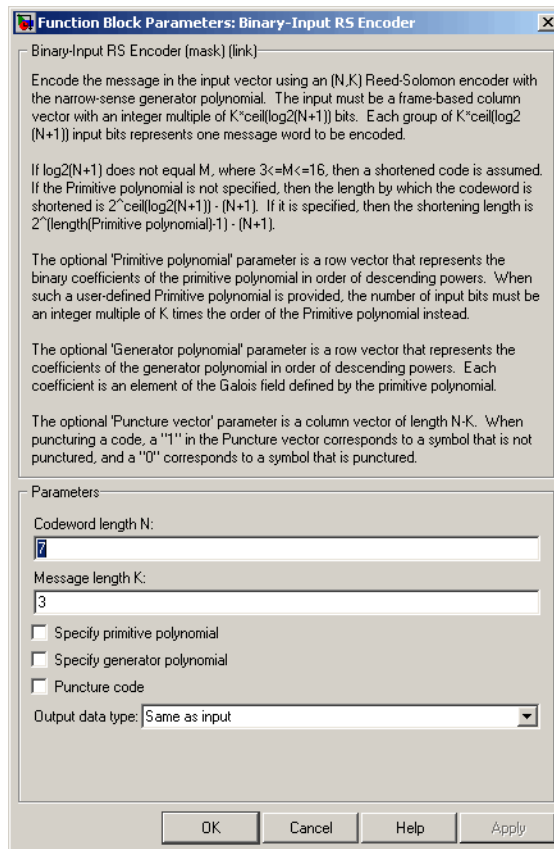 Function Block Parameters: Binary-Input RS Encoder
Binary-Input RS Encoder (mask) (link)
Encode the message in the input vector using an (N,K) Reed-Solomon encoder with
the narrow-sense generator polynomial.  The input must be a frame-based column
vector with an integer multiple of K*ceil(log2(N+1)) bits.  Each group of K*ceil(log2
(N+1)) input bits represents one message word to be encoded.
If log2(N+1) does not equal M, where 3<=M<=16, then a shortened code is assumed.
If the Primitive polynomial is not specified, then the length by which the codeword is
shortened is 2^ceil(log2(N+1)) - (N+1).  If it is specified, then the shortening length is
2^(length(Primitive polynomial)-1) - (N+1).
The optional 'Primitive polynomial' parameter is a row vector that represents the
binary coefficients of the primitive polynomial in order of descending powers.  When
such a user-defined Primitive polynomial is provided, the number of input bits must be
an integer multiple of K times the order of the Primitive polynomial instead.
The optional 'Generator polynomial' parameter is a row vector that represents the
coefficients of the generator polynomial in order of descending powers.  Each
coefficient is an element of the Galois field defined by the primitive polynomial.
The optional 'Puncture vector' parameter is a column vector of length N-K.  When
puncturing a code, a "1" in the Puncture vector corresponds to a symbol that is not
punctured, and a "0" corresponds to a symbol that is punctured.
Parameters
Codeword length N:
7
Message length K:
3
Specify primitive polynomial
Specify generator polynomial
Puncture code
Output data type: Same as input
OK Cancel Help Apply